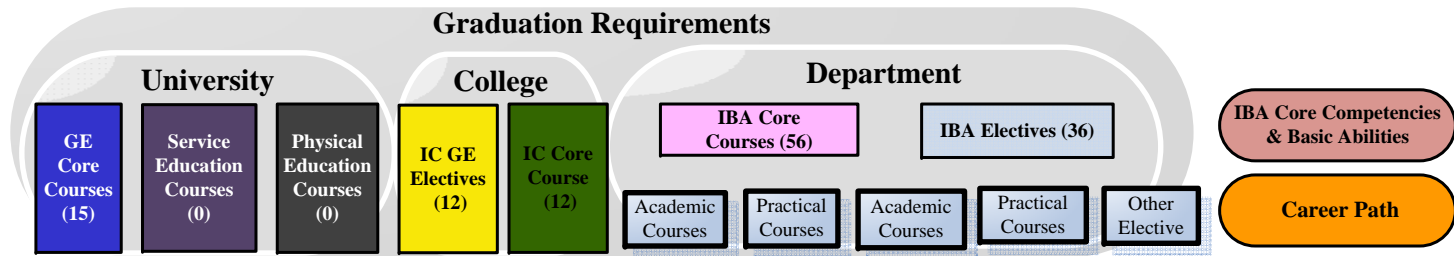 Graduation Requirements
University
College
Department
GE
Core
Courses
(15)
Service
Education
Courses
(0)
Physical
Education
Courses
(0)
IC GE
Electives
(12)
IC Core
Course
(12)
IBA Core
Courses (56)
IBA Electives (36)
Academic
Courses
Practical
Courses
Academic
Courses
Practical
Courses
Other
Elective
IBA Core Competencies
& Basic Abilities
Career Path